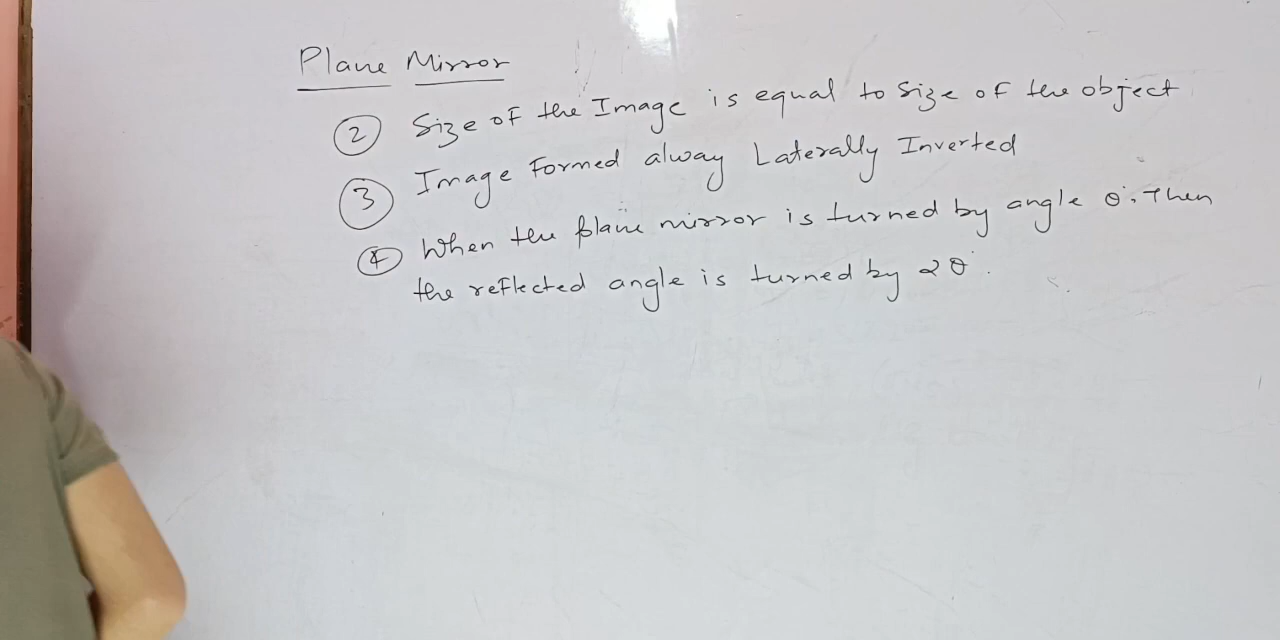 Plane Mirror
② Size of the Image is equal to size of the object
③ Image Formed alway Laterally Inverted
④ When the plane mirror is turned by angle θ. Then
the reflected angle is turned by 2θ.